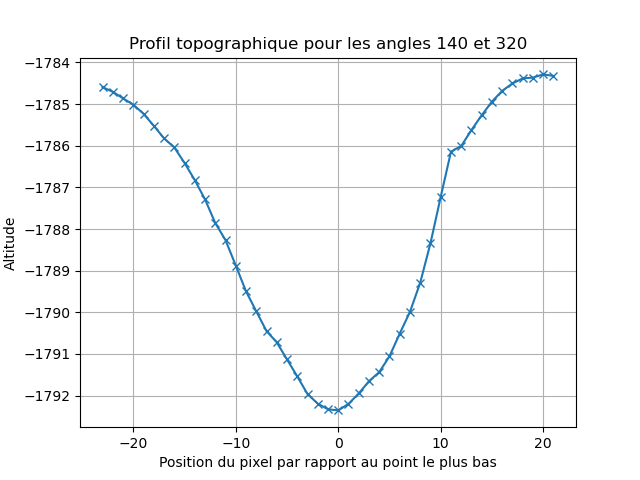 Profil topographique pour les angles 140 et 320
−1784
−1785
−1786
−1787
−1788
−1789
−1790
−1791
−1792
Altitude
−20 −10 0 10 20
Position du pixel par rapport au point le plus bas